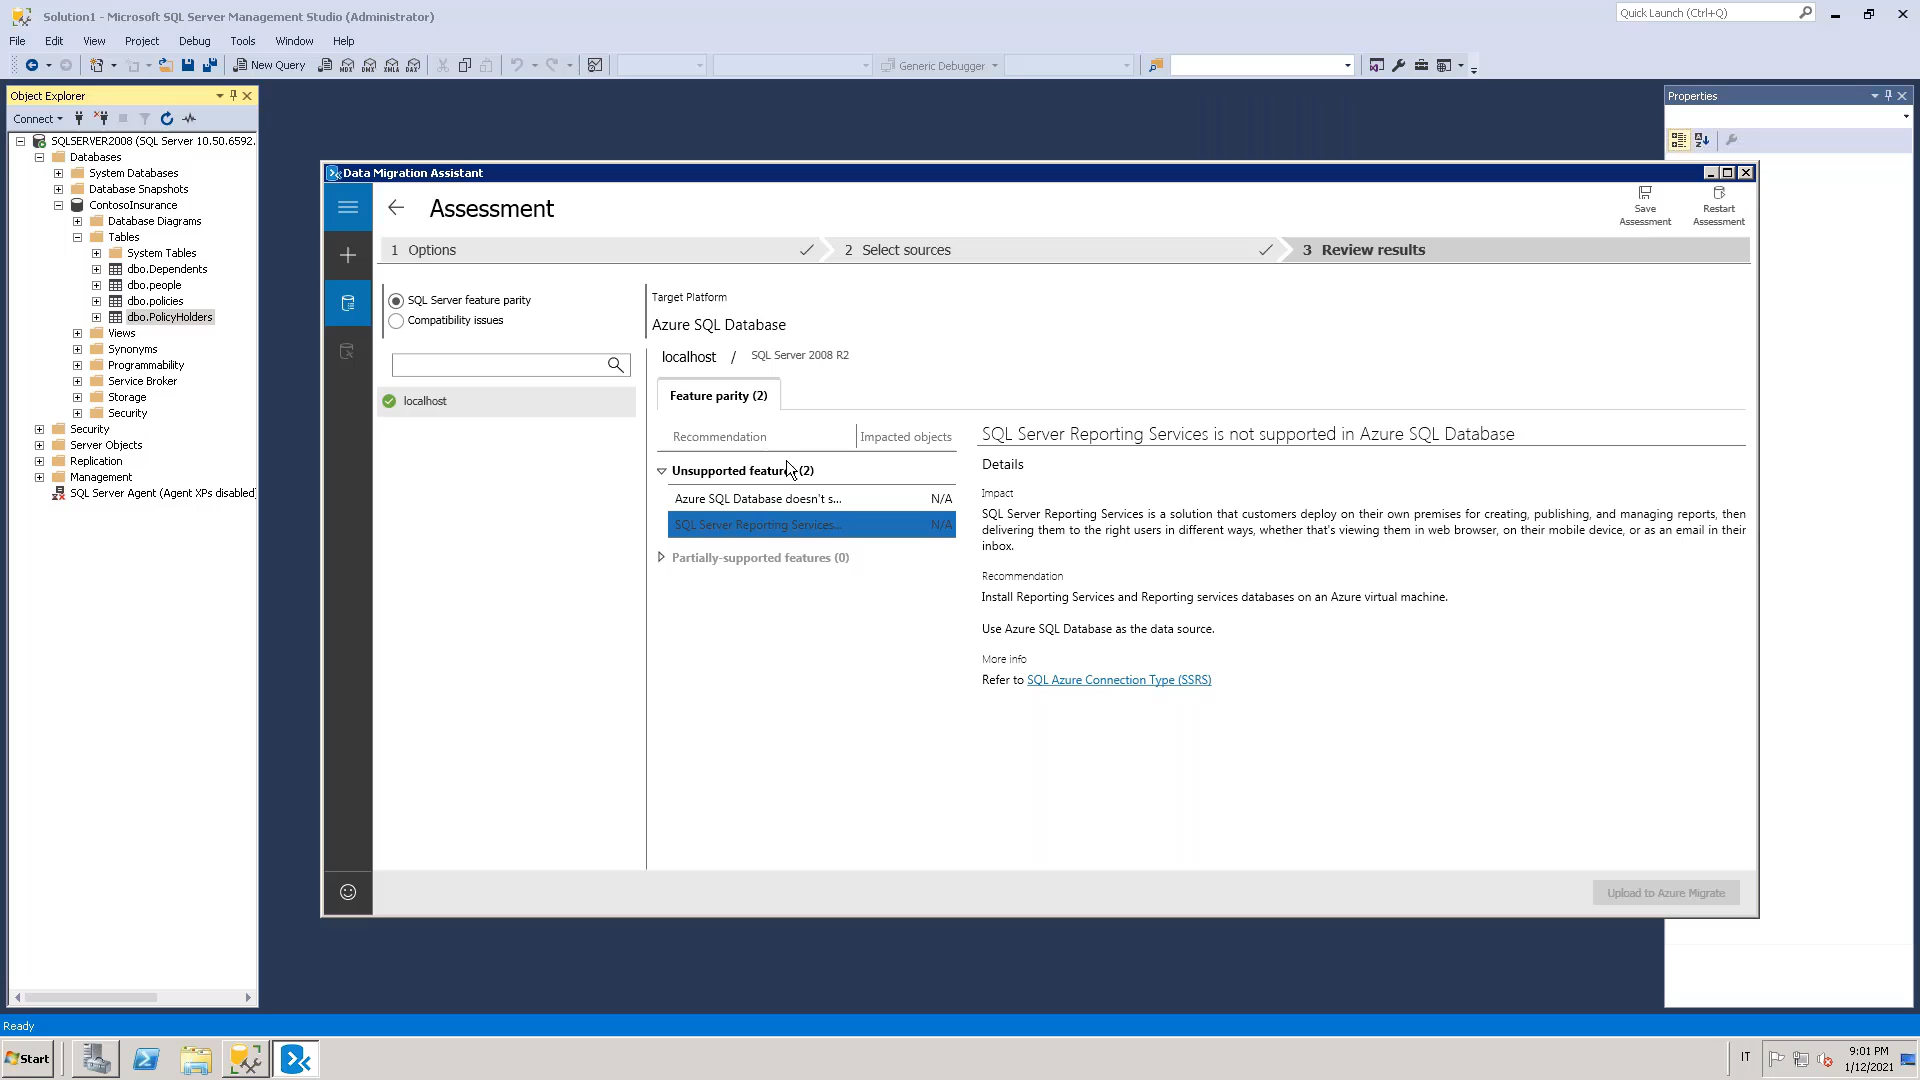 Solution1 - Microsoft SQL Server Management Studio (Administrator)
Quick Launch (Ctrl+Q)
File Edit View Project Debug Tools Window Help
New Query
MDX DMX XMLA DAX
Generic Debugger
Object Explorer
Properties
Connect
SQLSERVER2008 (SQL Server 10.50.6592.
Databases
System Databases
Database Snapshots
ContosoInsurance
Database Diagrams
Tables
System Tables
dbo.Dependents
dbo.people
dbo.policies
dbo.PolicyHolders
Views
Synonyms
Programmability
Service Broker
Storage
Security
Security
Server Objects
Replication
Management
SQL Server Agent (Agent XPs disabled)
Data Migration Assistant
Assessment
Save Assessment
Restart Assessment
1 Options
2 Select sources
3 Review results
SQL Server feature parity
Compatibility issues
localhost
Target Platform
Azure SQL Database
localhost / SQL Server 2008 R2
Feature parity (2)
Recommendation Impacted objects
Unsupported features (2)
Azure SQL Database doesn't s... N/A
SQL Server Reporting Services... N/A
Partially-supported features (0)
SQL Server Reporting Services is not supported in Azure SQL Database
Details
Impact
SQL Server Reporting Services is a solution that customers deploy on their own premises for creating, publishing, and managing reports, then
delivering them to the right users in different ways, whether that's viewing them in web browser, on their mobile device, or as an email in their
inbox.
Recommendation
Install Reporting Services and Reporting services databases on an Azure virtual machine.
Use Azure SQL Database as the data source.
More info
Refer to SQL Azure Connection Type (SSRS)
Upload to Azure Migrate
Ready
Start
IT
9:01 PM
1/12/2021